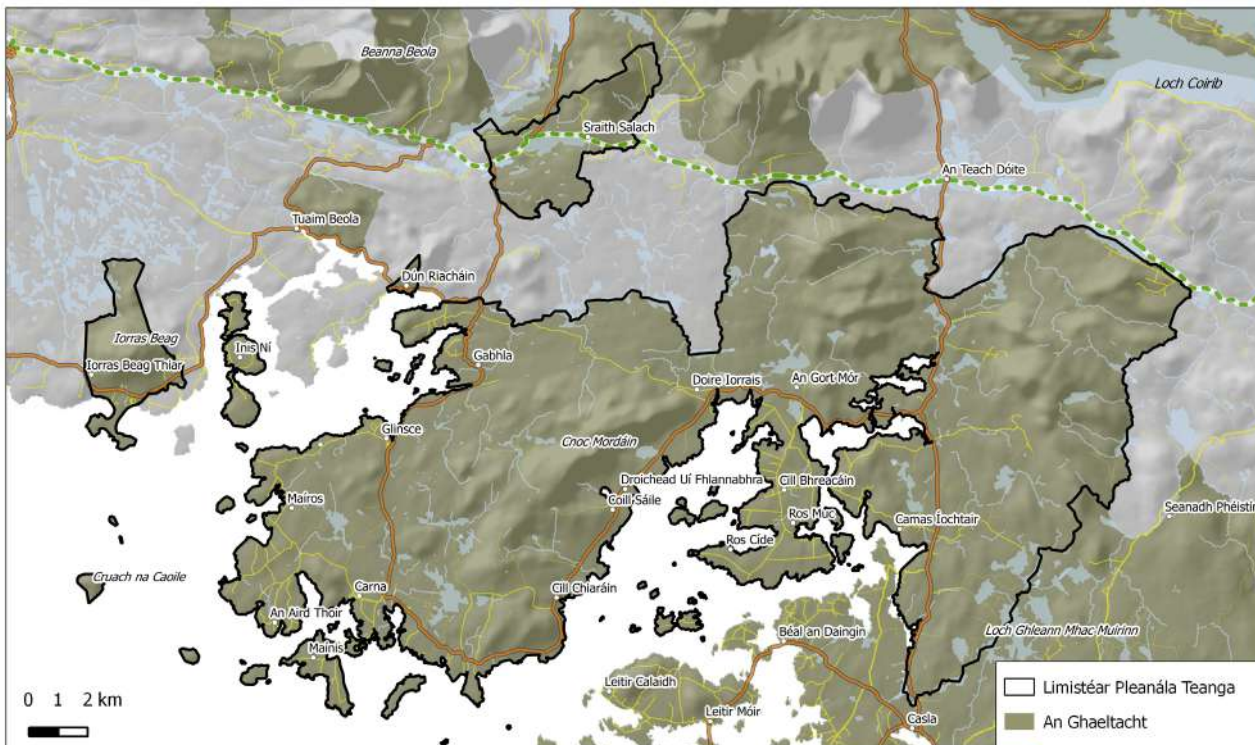 Beanna Beola
Loch Coirib
Sraith Salach
An Teach Dóite
Tuaim Beola
Dún Riacháin
Iorras Beag
Inis Ní
Iorras Beag Thiar
Gabhla
Doire Iorrais
An Gort Mór
Glinsce
Cnoc Mordáin
Droichead Uí Fhlannabhra
Cill Bhreacáin
Maíros
Coill Sáile
Ros Muc
Camas Íochtair
Seanadh Phéistín
Ros Cíde
Cruach na Caoile
Carna
Cill Chiaráin
An Aird Thoir
Béal an Daingin
Loch Ghleann Mhac Muirinn
Mainis
Leitir Calaidh
Leitir Móir
Casla
0 1 2 km
Limistéar Pleanála Teanga
An Ghaeltacht